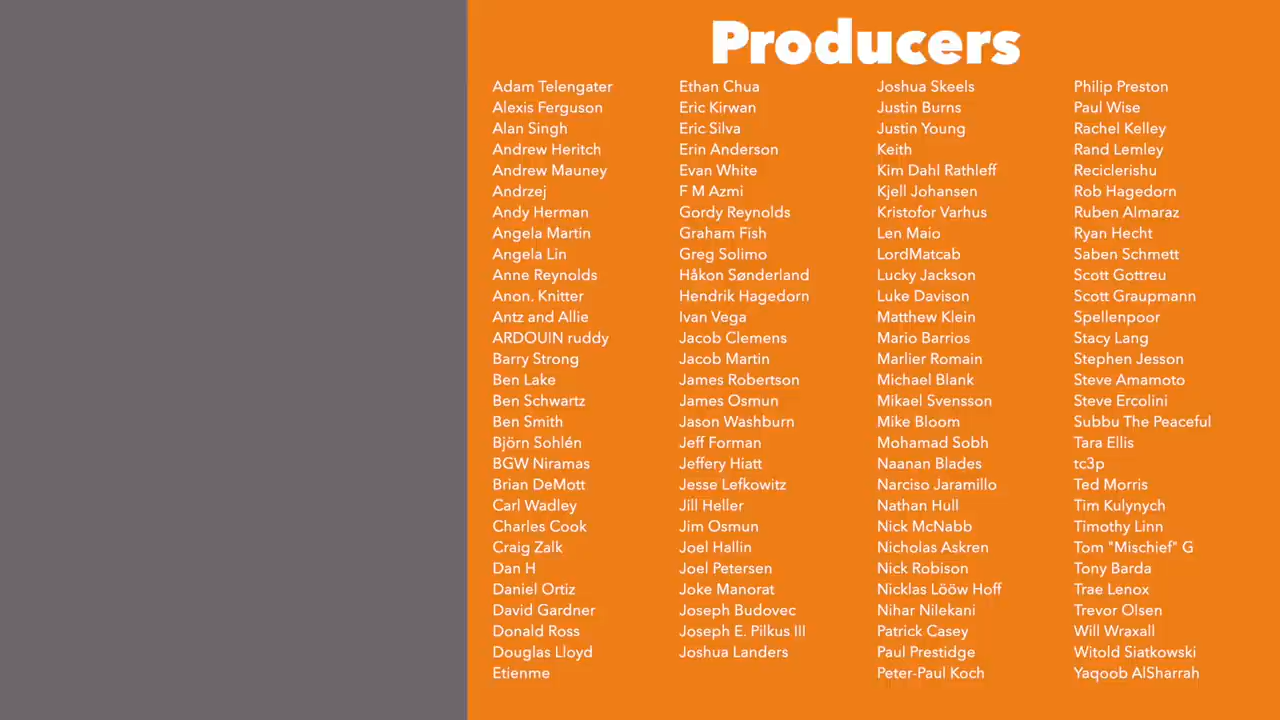 Producers
Adam Telengater
Alexis Ferguson
Alan Singh
Andrew Heritch
Andrew Mauney
Andrzej
Andy Herman
Angela Martin
Angela Lin
Anne Reynolds
Anon. Knitter
Antz and Allie
ARDOUIN ruddy
Barry Strong
Ben Lake
Ben Schwartz
Ben Smith
Björn Sohlén
BGW Niramas
Brian DeMott
Carl Wadley
Charles Cook
Craig Zalk
Dan H
Daniel Ortiz
David Gardner
Donald Ross
Douglas Lloyd
Etienme
Ethan Chua
Eric Kirwan
Eric Silva
Erin Anderson
Evan White
F M Azmi
Gordy Reynolds
Graham Fish
Greg Solimo
Håkon Sønderland
Hendrik Hagedorn
Ivan Vega
Jacob Clemens
Jacob Martin
James Robertson
James Osmun
Jason Washburn
Jeff Forman
Jeffery Hiatt
Jesse Lefkowitz
Jill Heller
Jim Osmun
Joel Hallin
Joel Petersen
Joke Manorat
Joseph Budovec
Joseph E. Pilkus III
Joshua Landers
Joshua Skeels
Justin Burns
Justin Young
Keith
Kim Dahl Rathleff
Kjell Johansen
Kristofor Varhus
Len Maio
LordMatcab
Lucky Jackson
Luke Davison
Matthew Klein
Mario Barrios
Marlier Romain
Michael Blank
Mikael Svensson
Mike Bloom
Mohamad Sobh
Naanan Blades
Narciso Jaramillo
Nathan Hull
Nick McNabb
Nicholas Askren
Nick Robison
Nicklas Lööw Hoff
Nihar Nilekani
Patrick Casey
Paul Prestidge
Peter-Paul Koch
Philip Preston
Paul Wise
Rachel Kelley
Rand Lemley
Reciclerishu
Rob Hagedorn
Ruben Almaraz
Ryan Hecht
Saben Schmett
Scott Gottreu
Scott Graupmann
Spellenpoor
Stacy Lang
Stephen Jesson
Steve Amamoto
Steve Ercolini
Subbu The Peaceful
Tara Ellis
tc3p
Ted Morris
Tim Kulynych
Timothy Linn
Tom "Mischief" G
Tony Barda
Trae Lenox
Trevor Olsen
Will Wraxall
Witold Siatkowski
Yaqoob AlSharrah